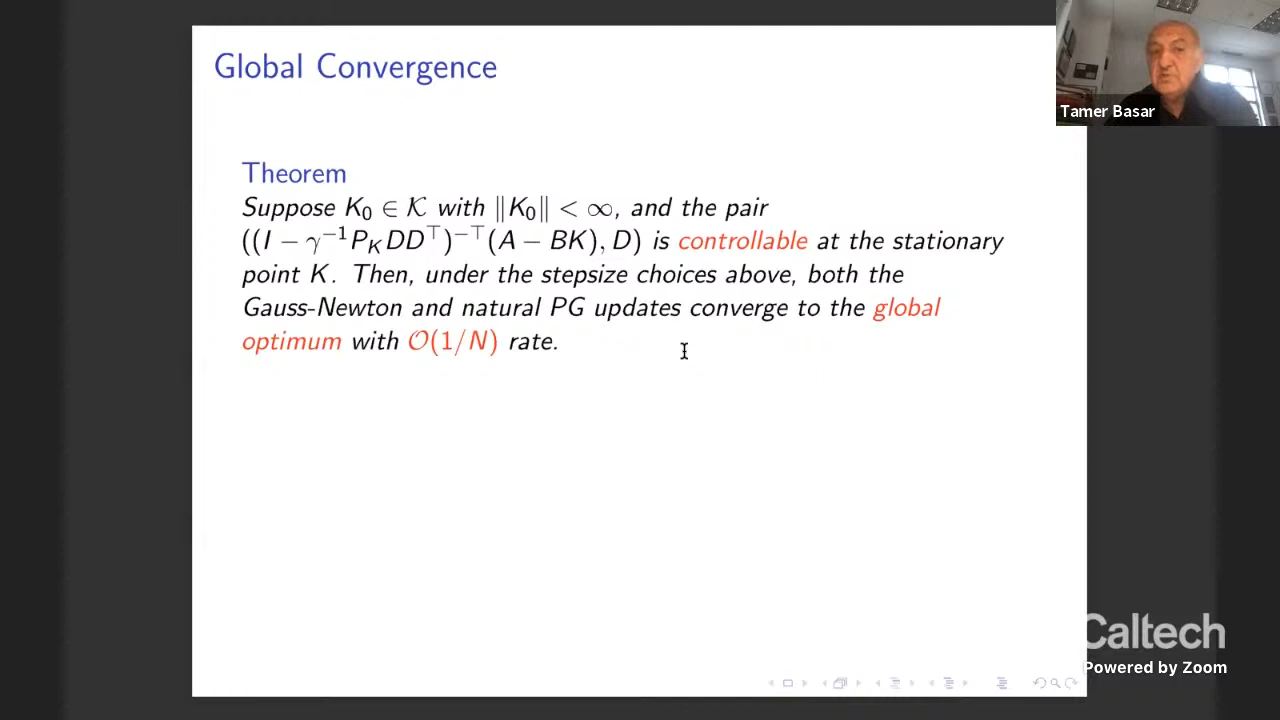 Global Convergence
Tamer Basar
Theorem
Suppose K₀ ∈ 𝒦 with ‖K₀‖ < ∞, and the pair
((I − γ⁻¹P_K DD^⊤)^{−⊤}(A − BK), D) is controllable at the stationary
point K. Then, under the stepsize choices above, both the
Gauss-Newton and natural PG updates converge to the global
optimum with 𝒪(1/N) rate.
Caltech
Powered by Zoom